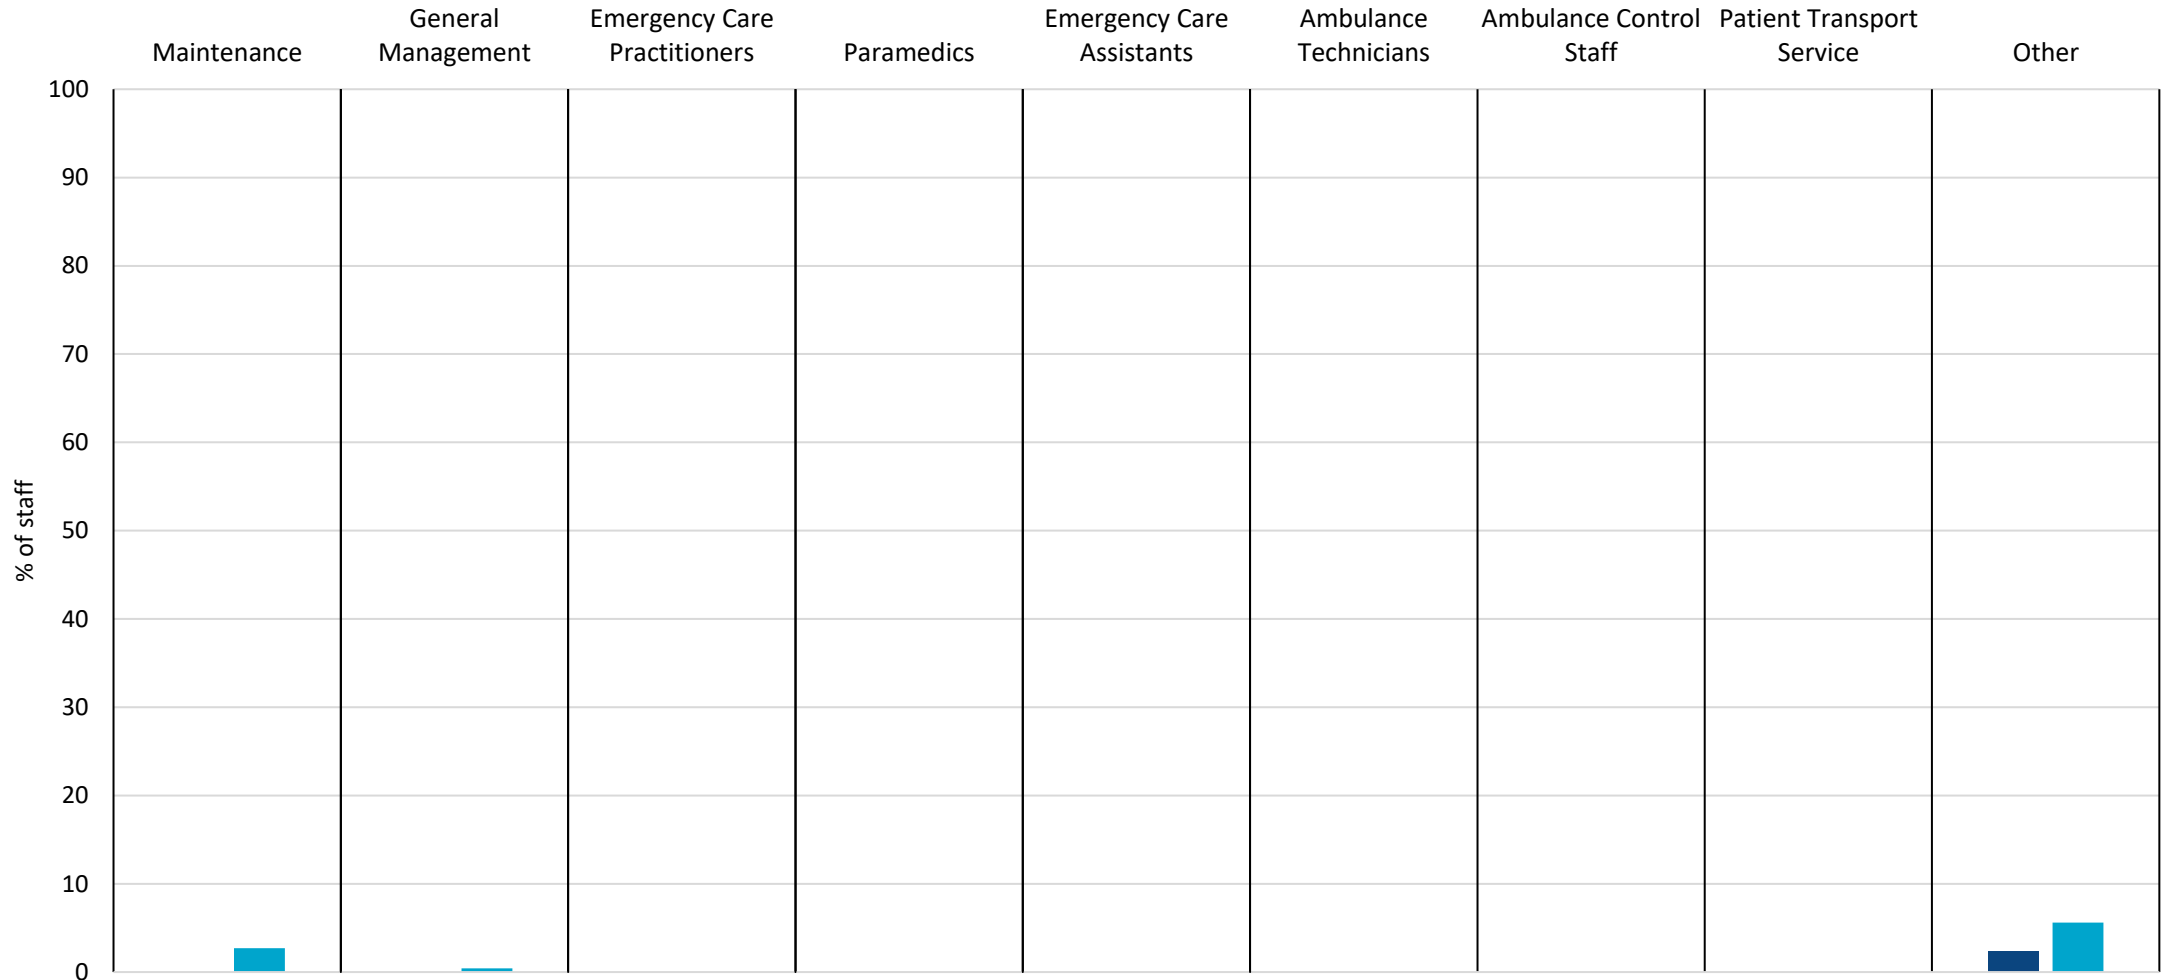 Maintenance
General
Management
Emergency Care
Practitioners
Paramedics
Emergency Care
Assistants
Ambulance
Technicians
Ambulance Control
Staff
Patient Transport
Service
Other
% of staff
100
90
80
70
60
50
40
30
20
10
0